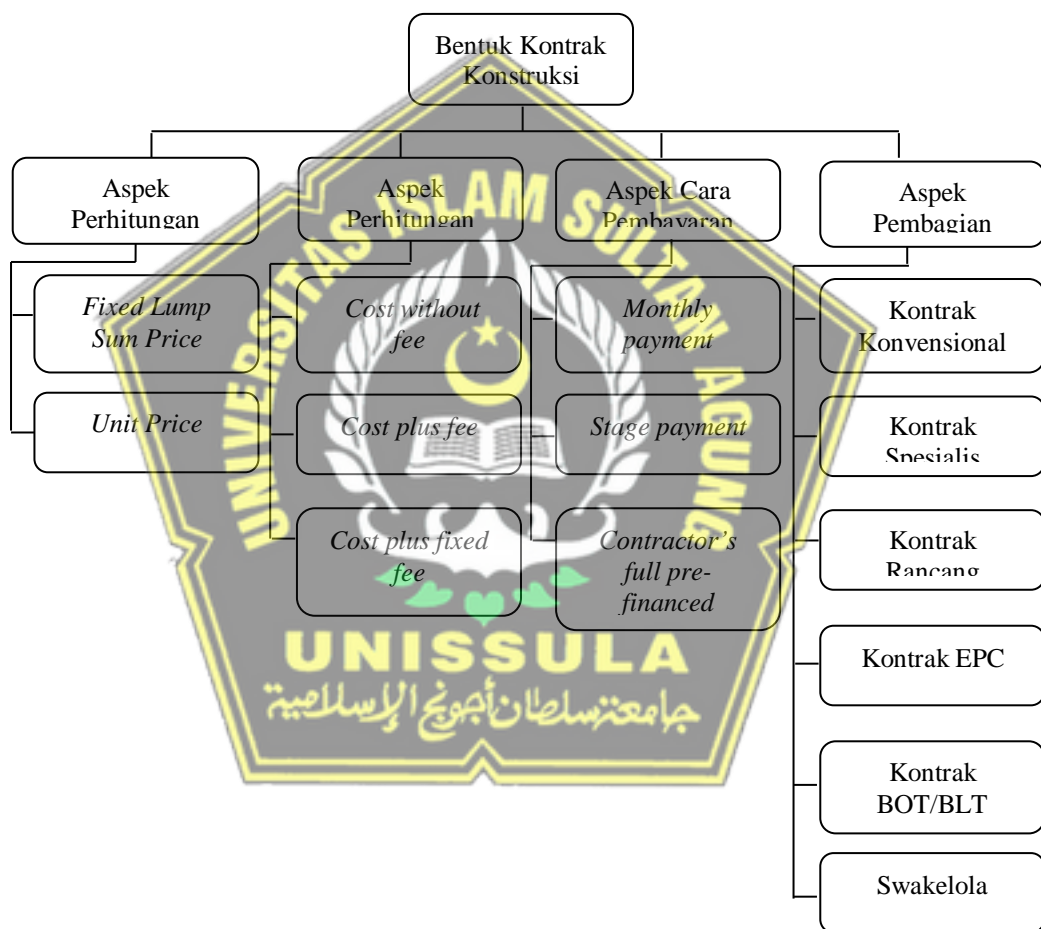 Bentuk Kontrak
Konstruksi
Aspek
Perhitungan
Aspek
Perhitungan
Aspek Cara
Pembayaran
Aspek
Pembagian
Fixed Lump
Sum Price
Unit Price
Cost without
fee
Cost plus fee
Cost plus fixed
fee
Monthly
payment
Stage payment
Contractor’s
full pre-
financed
Kontrak
Konvensional
Kontrak
Spesialis
Kontrak
Rancang
Kontrak EPC
Kontrak
BOT/BLT
Swakelola
UNIVERSITAS ISLAM SULTAN AGUNG
UNISSULA
جامعتنسلطان أجونج الإسلامية